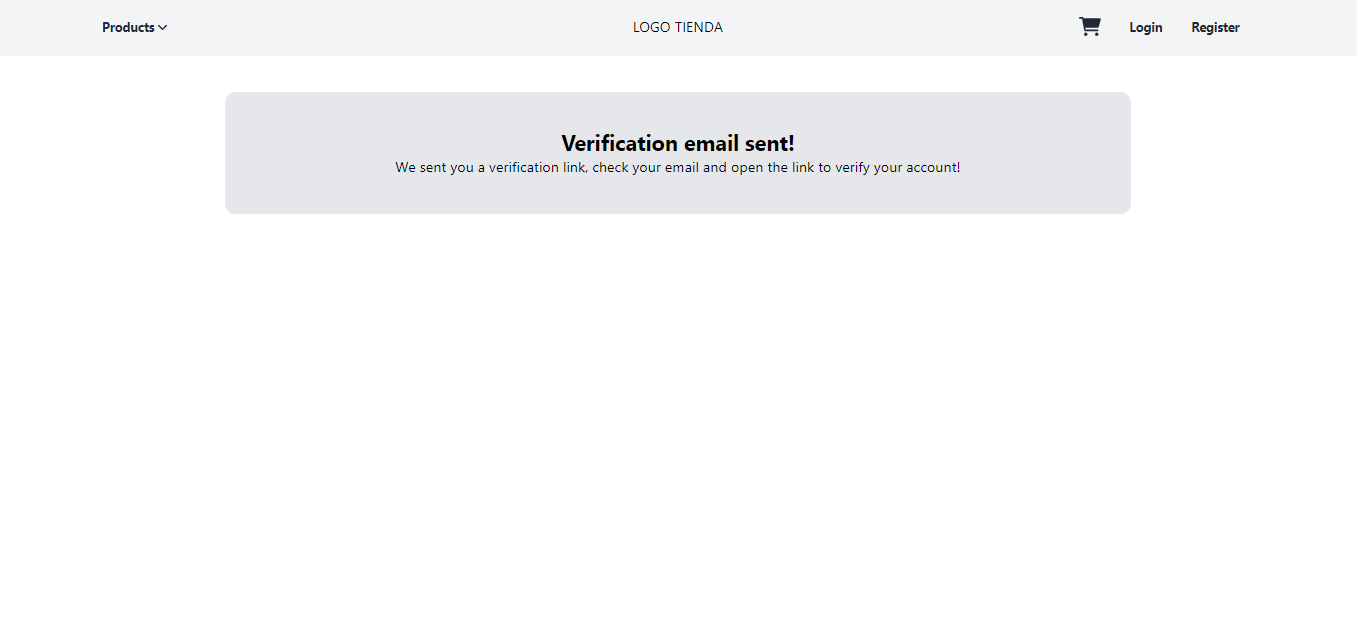 Products
LOGO TIENDA
Login
Register
Verification email sent!
We sent you a verification link, check your email and open the link to verify your account!